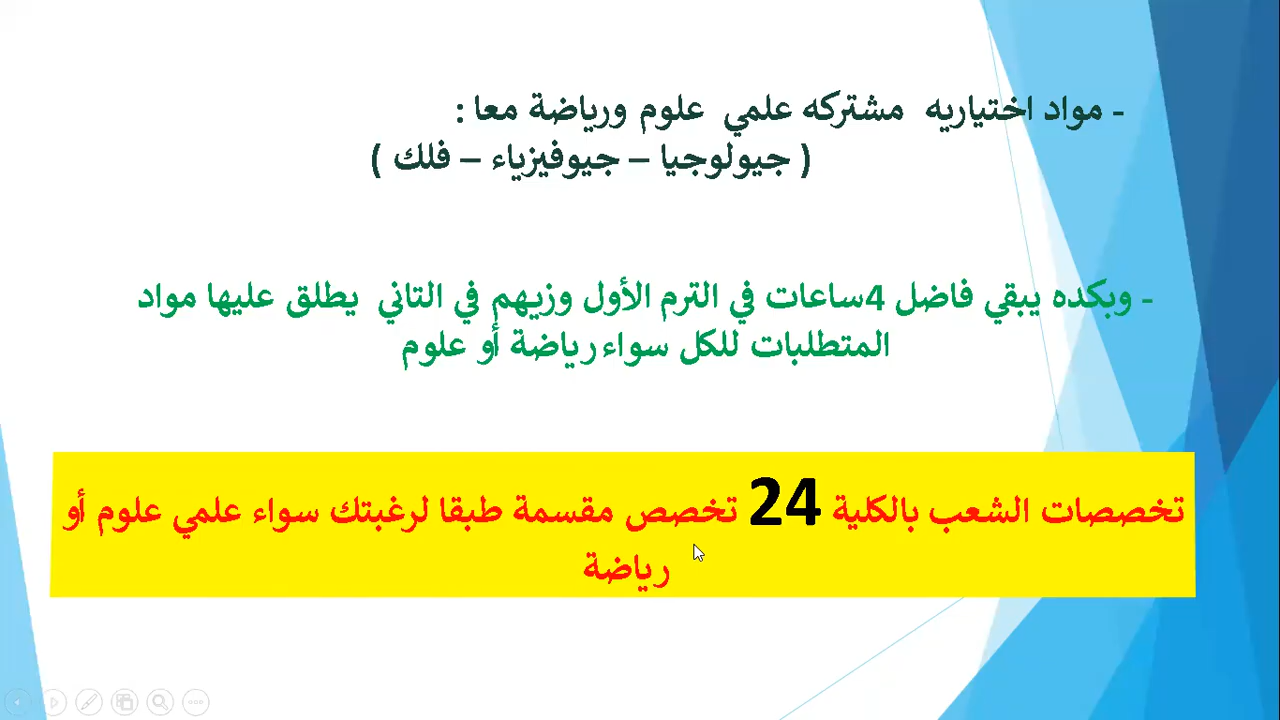 - مواد اختياريه مشتركه علمي علوم ورياضة معا :
( جيولوجيا – جيوفيزياء – فلك )
- وبكده يبقي فاضل 4ساعات في الترم الأول وزيهم في التاني يطلق عليها مواد
المتطلبات للكل سواء رياضة أو علوم
تخصصات الشعب بالكلية 24 تخصص مقسمة طبقا لرغبتك سواء علمي علوم أو
رياضة